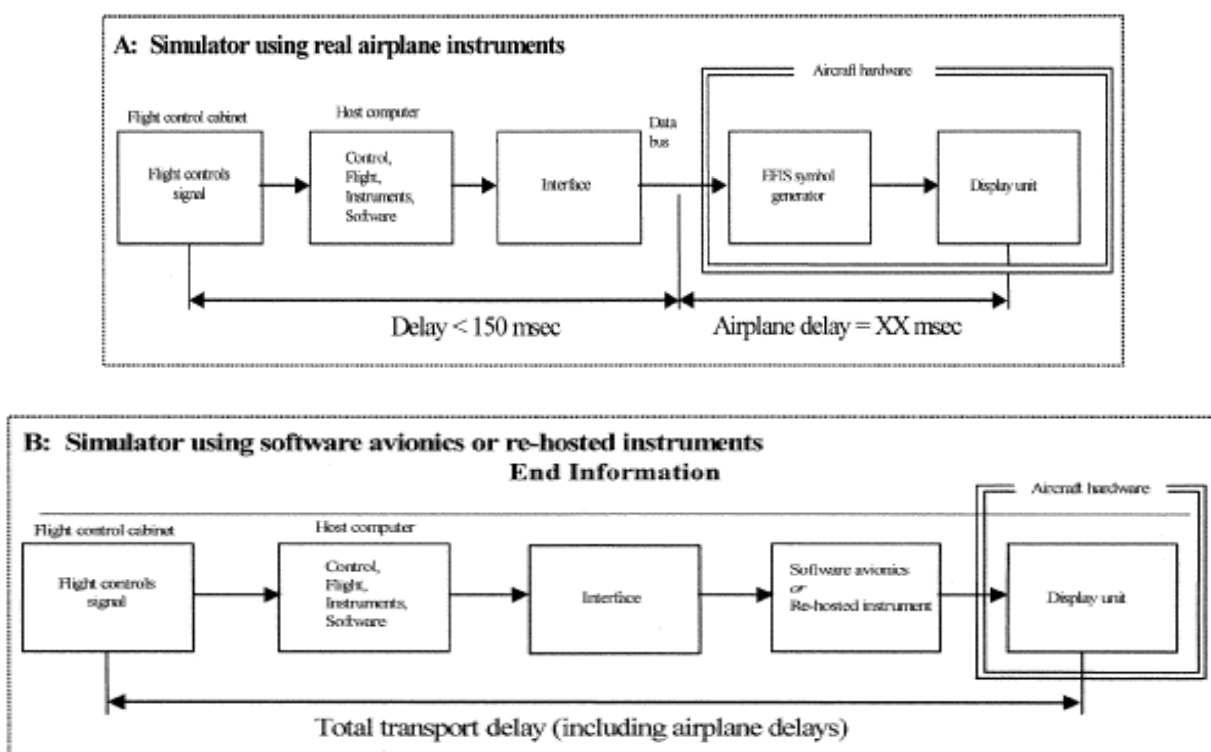 A: Simulator using real airplane instruments
Aircraft hardware
Flight control cabinet
Host computer
Data
bus
Flight controls
signal
Control,
Flight,
Instruments,
Software
Interface
EFIS symbol
generator
Display unit
Delay < 150 msec
Airplane delay = XX msec
B: Simulator using software avionics or re-hosted instruments
End Information
Aircraft hardware
Flight control cabinet
Host computer
Flight controls
signal
Control,
Flight,
Instruments,
Software
Interface
Software avionics
or
Re-hosted instrument
Display unit
Total transport delay (including airplane delays)